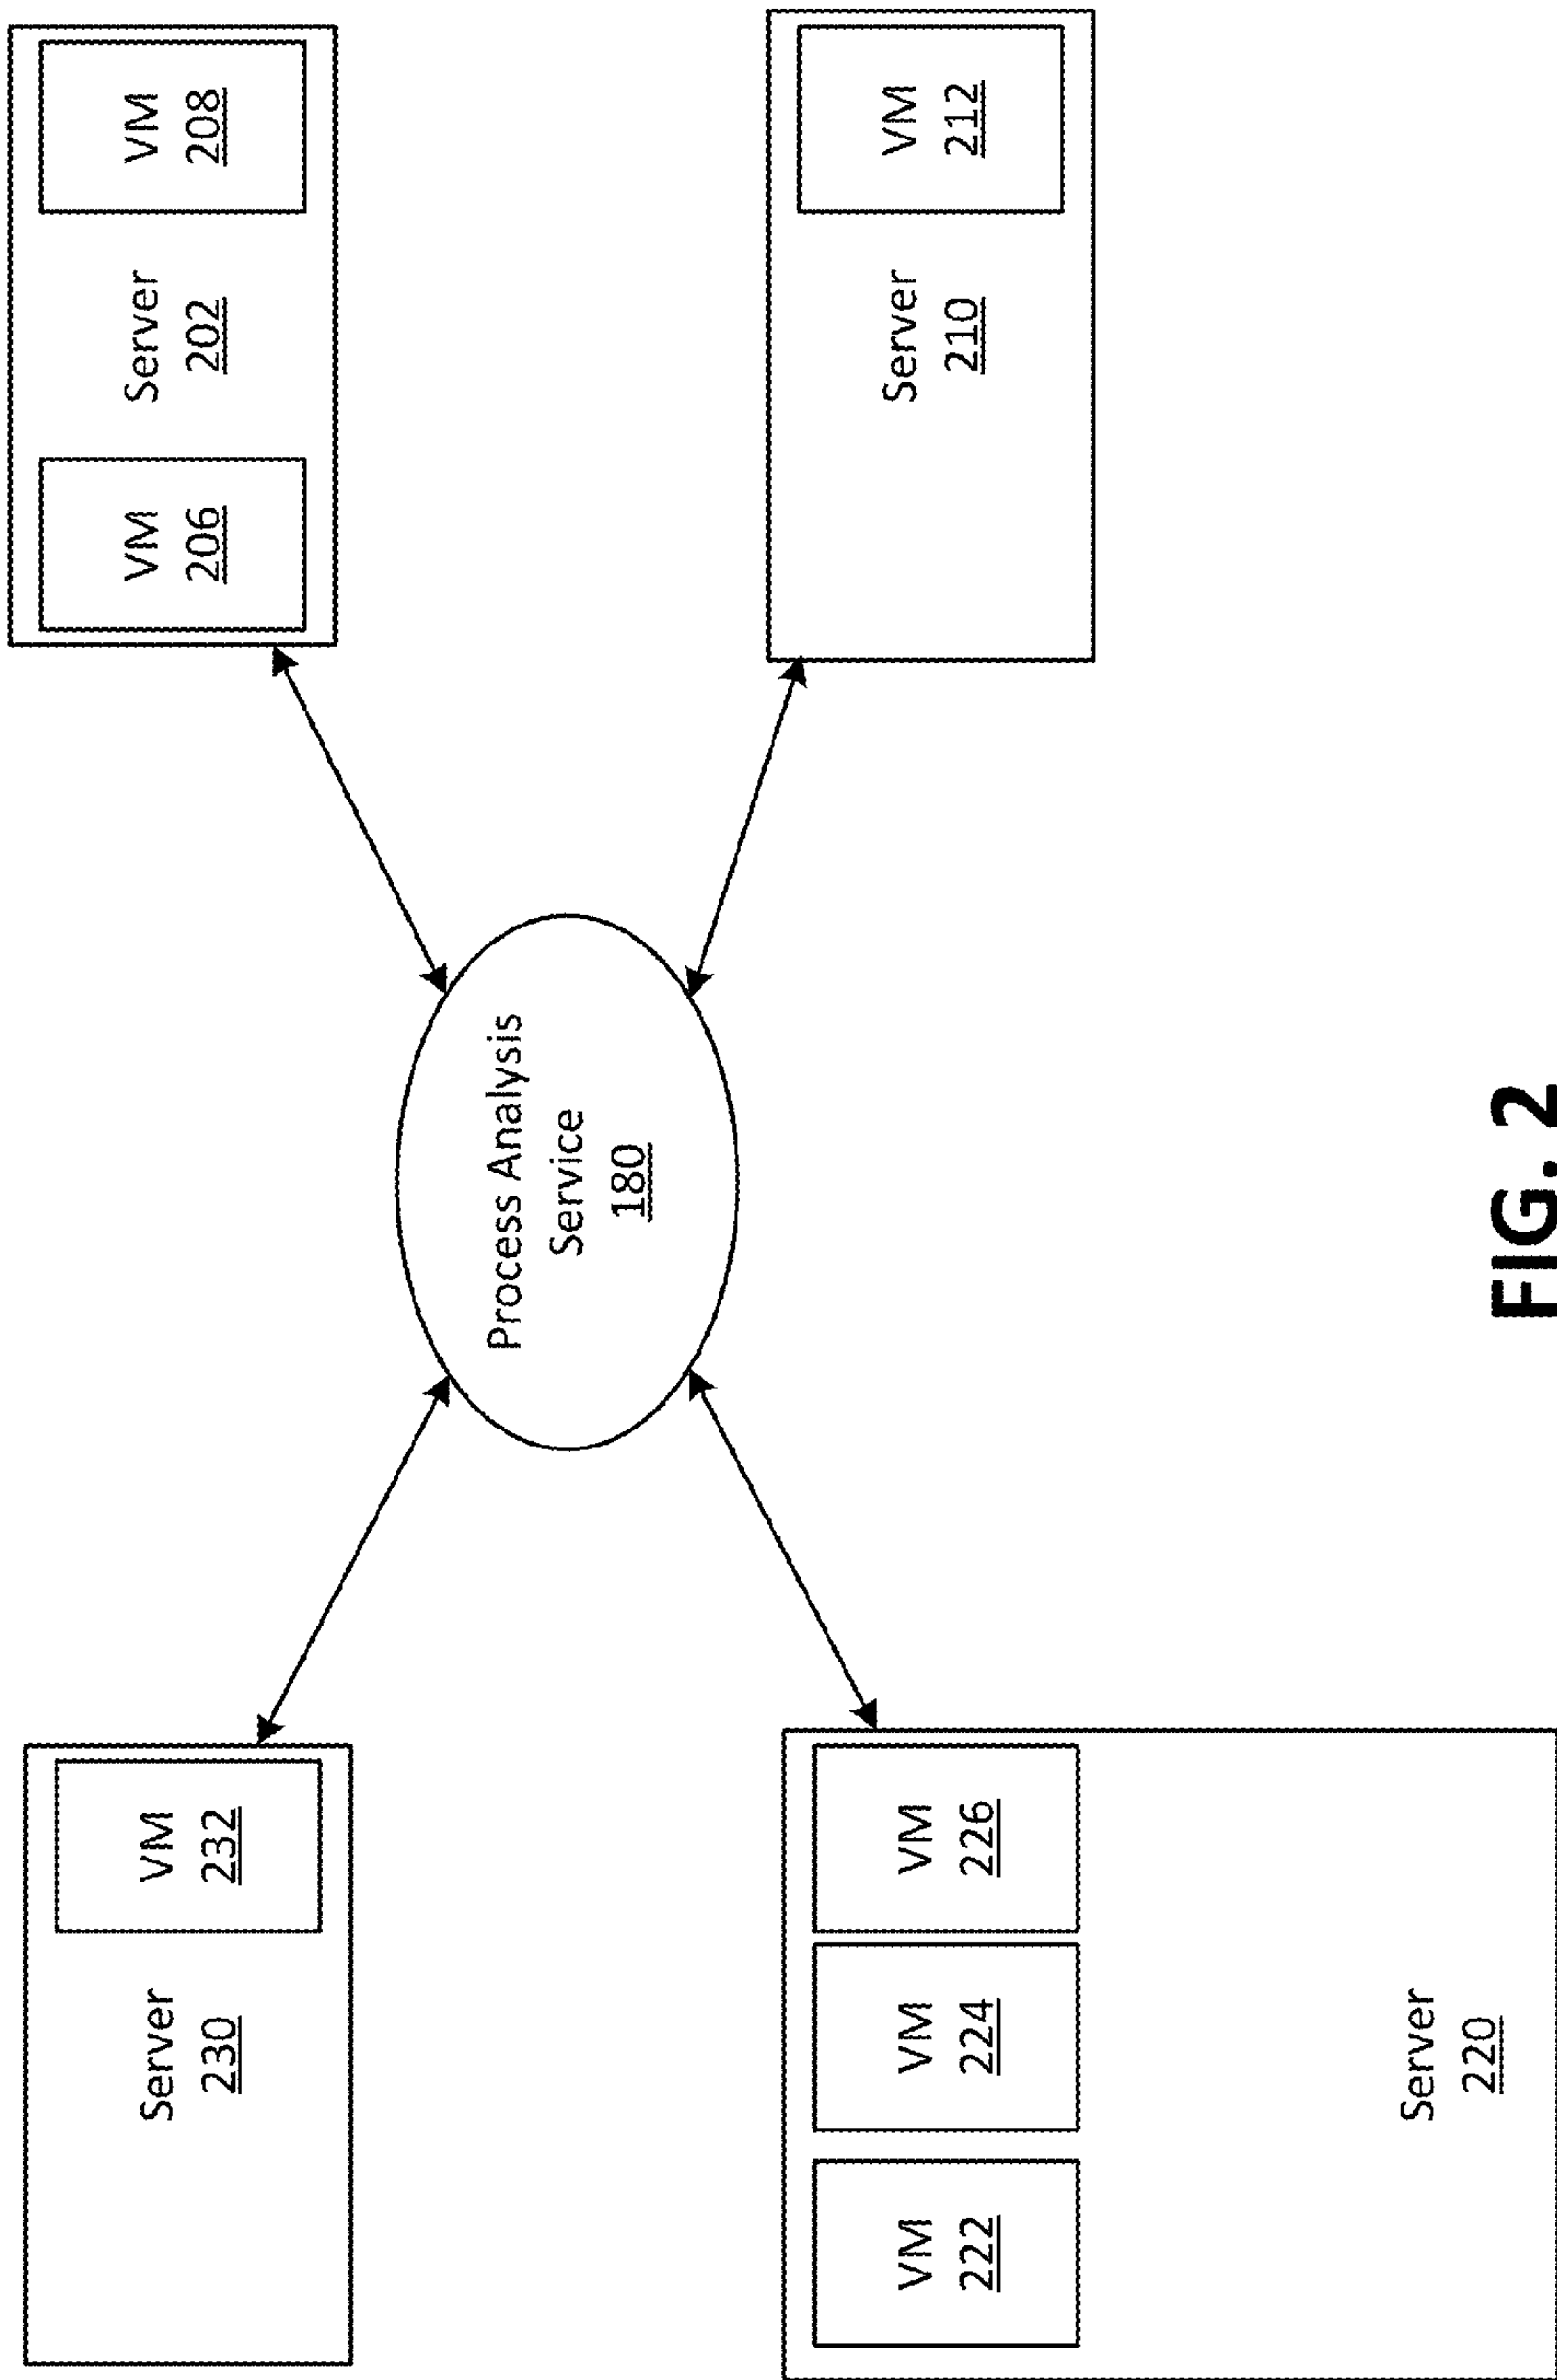 Server
230
VM
232
VM
206
Server
202
VM
208
Process Analysis
Service
180
VM
222
VM
224
VM
226
Server
220
Server
210
VM
212
FIG. 2